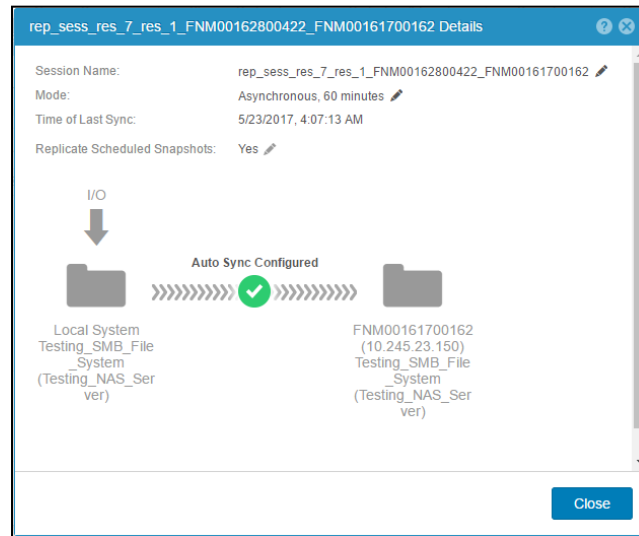 rep_sess_res_7_res_1_FNM00162800422_FNM00161700162 Details
Session Name: rep_sess_res_7_res_1_FNM00162800422_FNM00161700162
Mode: Asynchronous, 60 minutes
Time of Last Sync: 5/23/2017, 4:07:13 AM
Replicate Scheduled Snapshots: Yes
I/O
Auto Sync Configured
Local System
Testing_SMB_File
_System
(Testing_NAS_Ser
ver)
FNM00161700162
(10.245.23.150)
Testing_SMB_File
_System
(Testing_NAS_Ser
ver)
Close